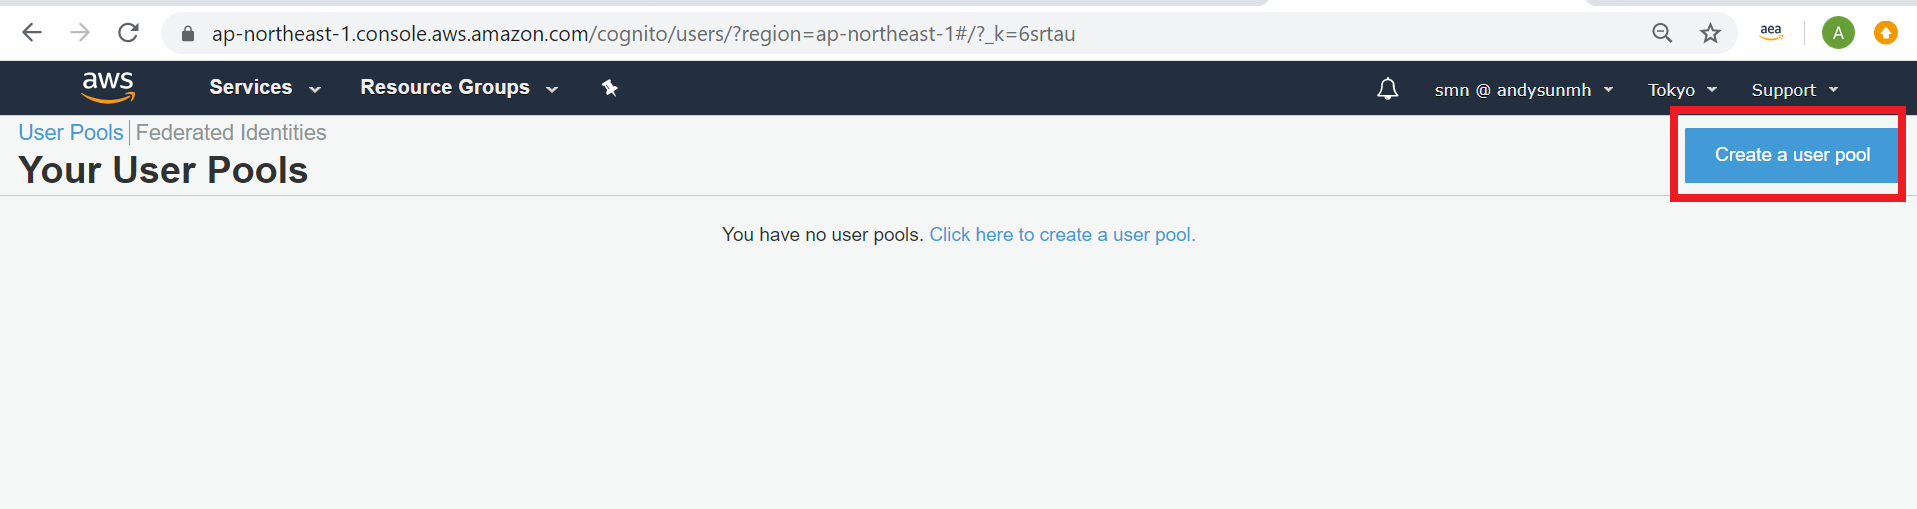 ap-northeast-1.console.aws.amazon.com/cognito/users/?region=ap-northeast-1#/?_k=6srtau
aea
A
aws Services Resource Groups smn @ andysunmh Tokyo Support
User Pools Federated Identities
Your User Pools
Create a user pool
You have no user pools. Click here to create a user pool.